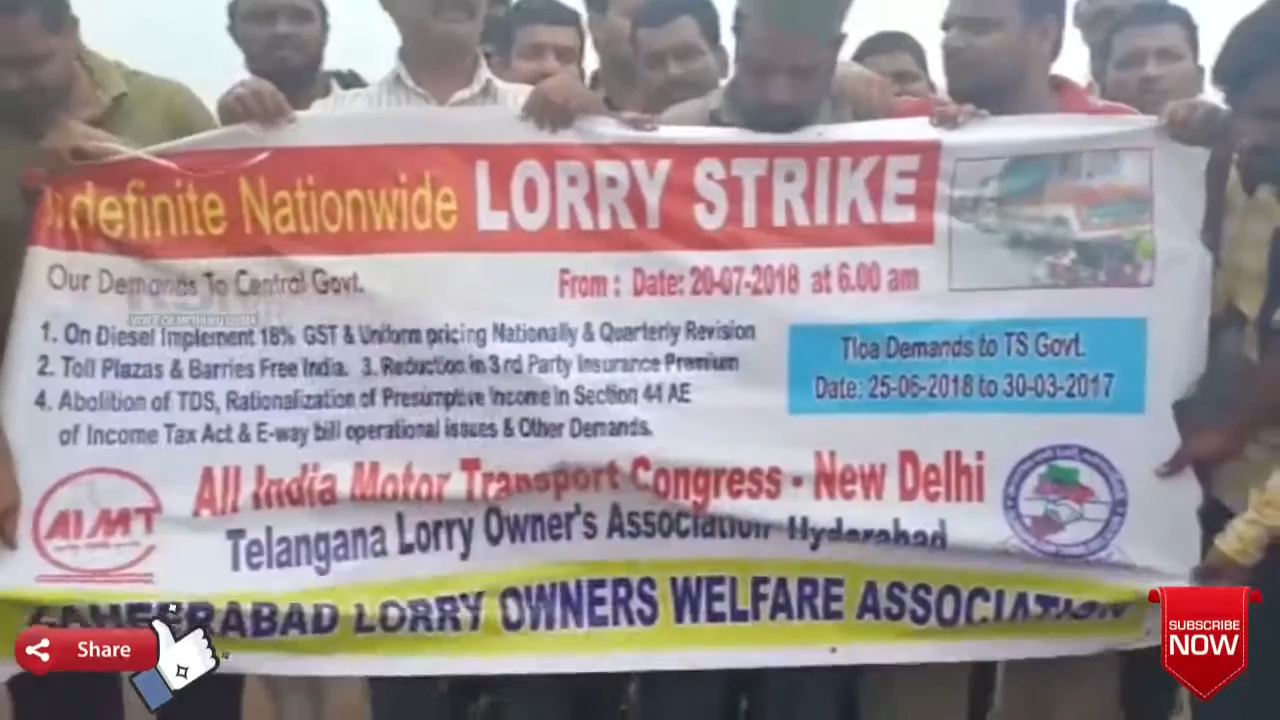 definite Nationwide LORRY STRIKE
Our Demands To Central Govt.
From : Date: 20-07-2018 at 6.00 am
1. On Diesel Implement 18% GST & Uniform pricing Nationally & Quarterly Revision
2. Toll Plazas & Barries Free India. 3. Reduction in 3 rd Party Insurance Premium
4. Abolition of TDS, Rationalization of Presumptive Income in Section 44 AE
of Income Tax Act & E-way bill operational issues & Other Demands.
Tloa Demands to TS Govt.
Date: 25-06-2018 to 30-03-2017
AIMT
All India Motor Transport Congress - New Delhi
Telangana Lorry Owner's Association Hyderabad
ZAHEERABAD LORRY OWNERS WELFARE ASSOCIATION
Share
SUBSCRIBE
NOW